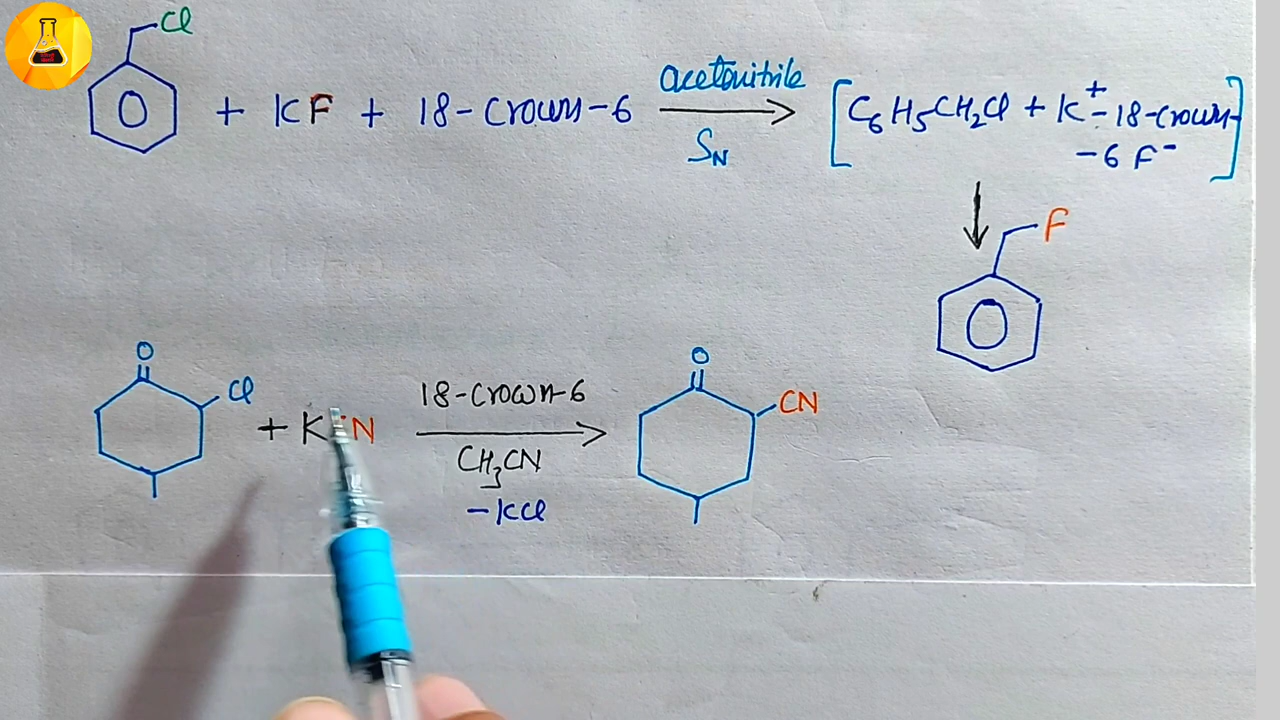 Cl
+ KF + 18-Crown-6
acetonitrile
SN
[C6H5CH2Cl + K+-18-crown-
-6 F-]
F
O
Cl
+ K N
18-Crown-6
CH3CN
-KCl
O
CN